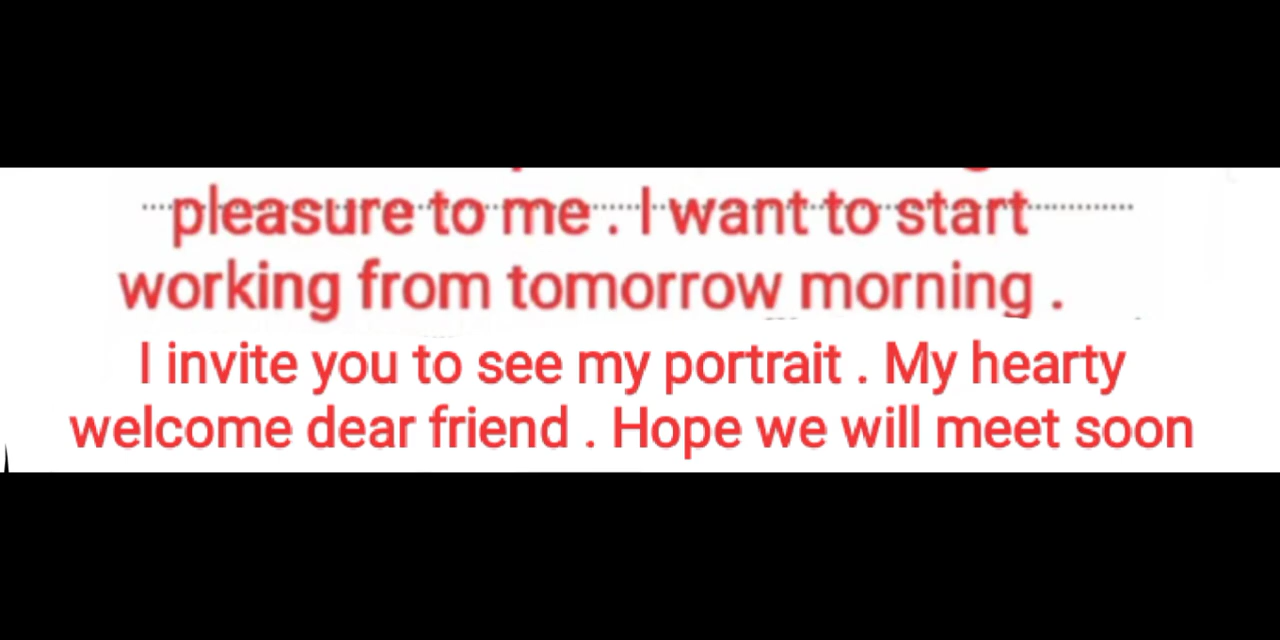 pleasure to me . I want to start
working from tomorrow morning .
I invite you to see my portrait . My hearty
welcome dear friend . Hope we will meet soon